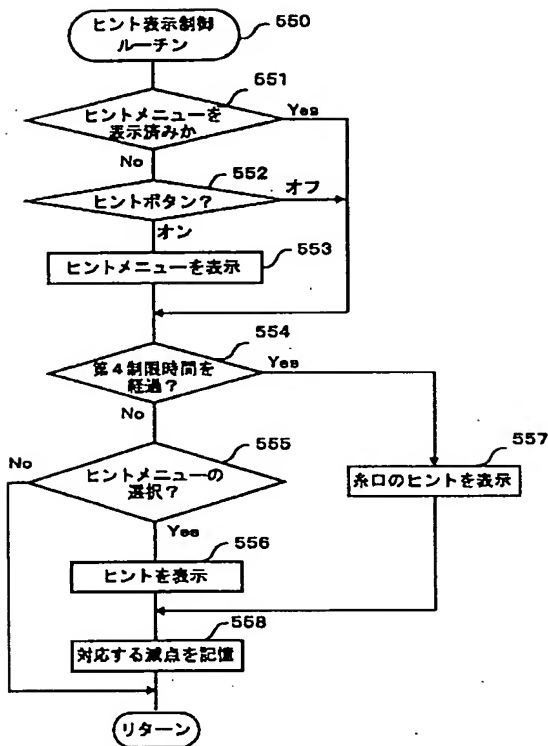 ヒント表示制御
ルーチン
550
551
ヒントメニューを
表示済みか
Yes
No
552
ヒントボタン？
オフ
オン
553
ヒントメニューを表示
554
第4制限時間を
経過？
Yes
No
555
No
ヒントメニューの
選択？
557
糸口のヒントを表示
Yes
556
ヒントを表示
558
対応する減点を記憶
リターン